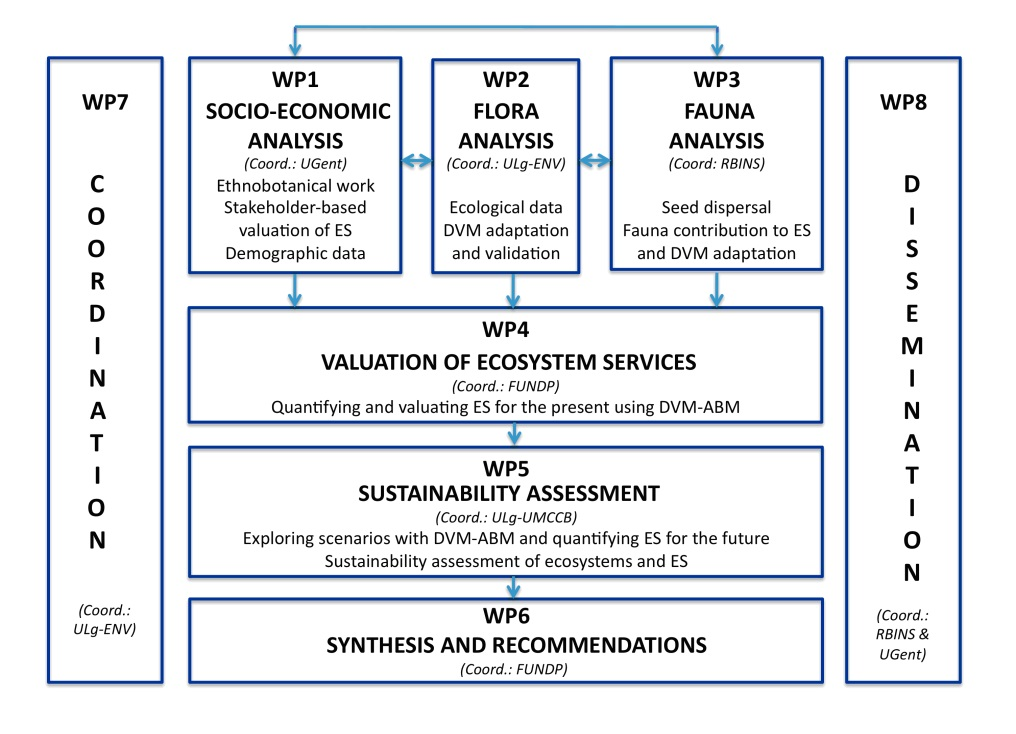 WP7
C
O
O
R
D
I
N
A
T
I
O
N
(Coord.:
ULg-ENV)
WP1
SOCIO-ECONOMIC
ANALYSIS
(Coord.: UGent)
Ethnobotanical work
Stakeholder-based
valuation of ES
Demographic data
WP2
FLORA
ANALYSIS
(Coord.: ULg-ENV)
Ecological data
DVM adaptation
and validation
WP3
FAUNA
ANALYSIS
(Coord: RBINS)
Seed dispersal
Fauna contribution to ES
and DVM adaptation
WP4
VALUATION OF ECOSYSTEM SERVICES
(Coord.: FUNDP)
Quantifying and valuating ES for the present using DVM-ABM
WP5
SUSTAINABILITY ASSESSMENT
(Coord.: ULg-UMCCB)
Exploring scenarios with DVM-ABM and quantifying ES for the future
Sustainability assessment of ecosystems and ES
WP6
SYNTHESIS AND RECOMMENDATIONS
(Coord.: FUNDP)
WP8
D
I
S
S
E
M
I
N
A
T
I
O
N
(Coord.:
RBINS &
UGent)